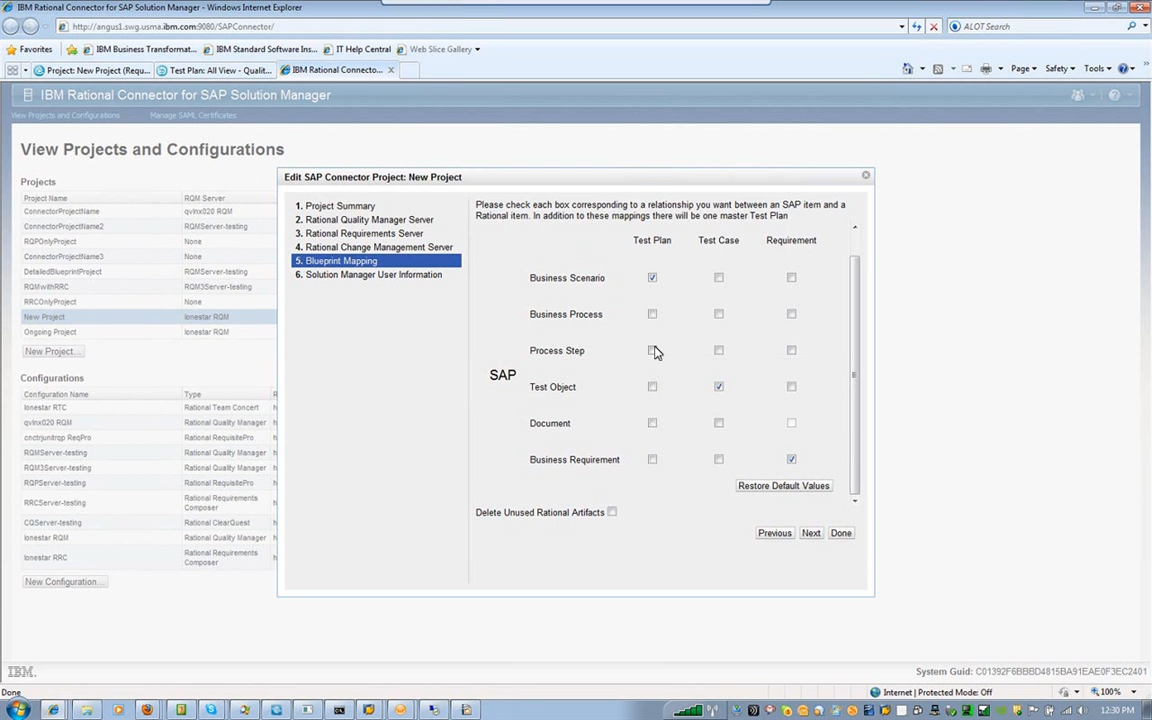 IBM Rational Connector for SAP Solution Manager - Windows Internet Explorer
http://angus1.swg.usma.ibm.com:9080/SAPConnector/
ALOT Search
Favorites IBM Business Transformat... IBM Standard Software Ins... IT Help Central Web Slice Gallery
Project: New Project (Requ... Test Plan: All View - Qualit... IBM Rational Connecto... Page Safety Tools
IBM Rational Connector for SAP Solution Manager
View Projects and Configurations Manage SAML Certificates
View Projects and Configurations
Projects
Project Name RQM Server
ConnectorProjectName qvlnx020 RQM
ConnectorProjectName2 RQMServer-testing
RQPOnlyProject None
ConnectorProjectName3 None
DetailedBlueprintProject RQMServer-testing
RQMwithRRC RQM3Server-testing
RRCOnlyProject None
New Project lonestar RQM
Ongoing Project lonestar RQM
New Project...
Configurations
Configuration Name Type
lonestar RTC Rational Team Concert
qvlnx020 RQM Rational Quality Manager
cnctrjunitrqp ReqPro Rational RequisitePro
RQMServer-testing Rational Quality Manager
RQM3Server-testing Rational Quality Manager
RQPServer-testing Rational RequisitePro
RRCServer-testing Rational Requirements Composer
CQServer-testing Rational ClearQuest
lonestar RQM Rational Quality Manager
lonestar RRC Rational Requirements Composer
New Configuration...
Edit SAP Connector Project: New Project
1. Project Summary
2. Rational Quality Manager Server
3. Rational Requirements Server
4. Rational Change Management Server
5. Blueprint Mapping
6. Solution Manager User Information
Please check each box corresponding to a relationship you want between an SAP item and a
Rational item. In addition to these mappings there will be one master Test Plan
Test Plan Test Case Requirement
Business Scenario
Business Process
Process Step
SAP
Test Object
Document
Business Requirement
Restore Default Values
Delete Unused Rational Artifacts
Previous Next Done
IBM. System Guid: C01392F6BBBD4815BA91EAE0F3EC2401
Done Internet | Protected Mode: Off 100%
12:30 PM